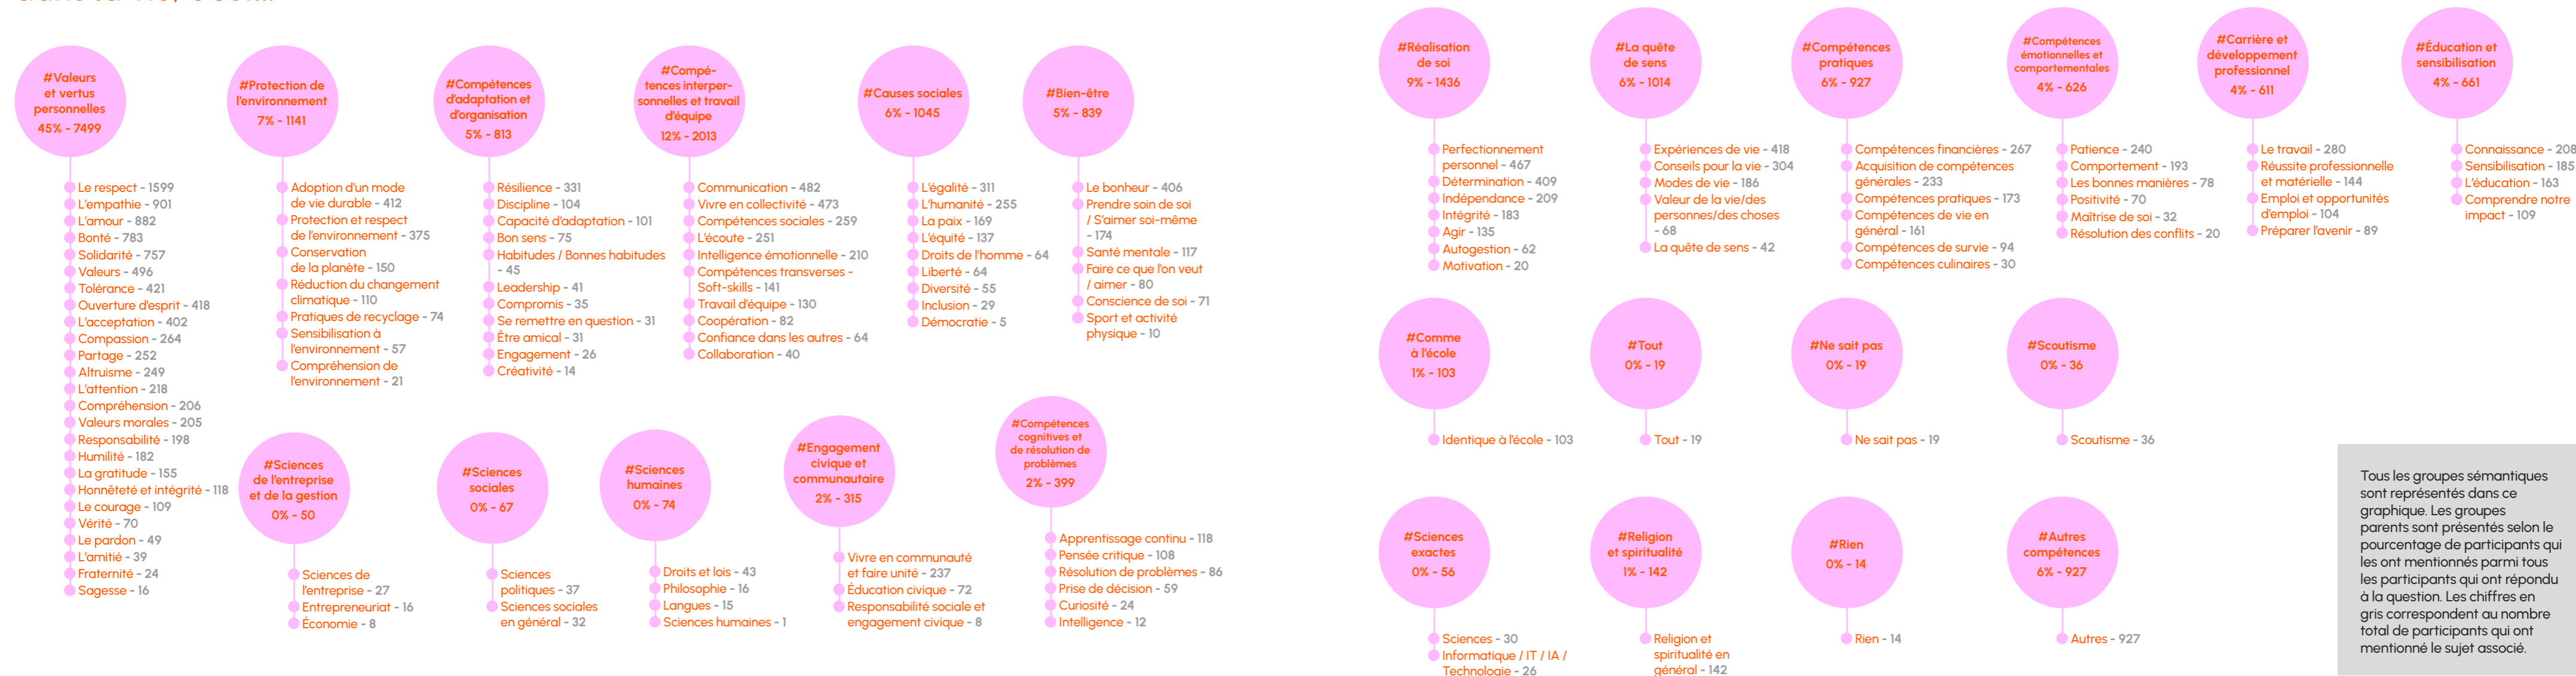 #Valeurs
et vertus
personnelles
45% - 7499
Le respect - 1599
L'empathie - 901
L'amour - 882
Bonté - 783
Solidarité - 757
Valeurs - 496
Tolérance - 421
Ouverture d'esprit - 418
L'acceptation - 402
Compassion - 264
Partage - 252
Altruisme - 249
L'attention - 218
Compréhension - 206
Valeurs morales - 205
Responsabilité - 198
Humilité - 182
La gratitude - 155
Honnêteté et intégrité - 118
Le courage - 109
Vérité - 70
Le pardon - 49
L'amitié - 39
Fraternité - 24
Sagesse - 16
#Protection de
l'environnement
7% - 1141
Adoption d'un mode
de vie durable - 412
Protection et respect
de l'environnement - 375
Conservation
de la planète - 150
Réduction du changement
climatique - 110
Pratiques de recyclage - 74
Sensibilisation à
l'environnement - 57
Compréhension de
l'environnement - 21
#Compétences
d'adaptation et
d'organisation
5% - 813
Résilience - 331
Discipline - 104
Capacité d'adaptation - 101
Bon sens - 75
Habitudes / Bonnes habitudes
- 45
Leadership - 41
Compromis - 35
Se remettre en question - 31
Être amical - 31
Engagement - 26
Créativité - 14
#Compé-
tences interper-
sonnelles et travail
d'équipe
12% - 2013
Communication - 482
Vivre en collectivité - 473
Compétences sociales - 259
L'écoute - 251
Intelligence émotionnelle - 210
Compétences transverses -
Soft-skills - 141
Travail d'équipe - 130
Coopération - 82
Confiance dans les autres - 64
Collaboration - 40
#Causes sociales
6% - 1045
L'égalité - 311
L'humanité - 255
La paix - 169
L'équité - 137
Droits de l'homme - 64
Liberté - 64
Diversité - 55
Inclusion - 29
Démocratie - 5
#Bien-être
5% - 839
Le bonheur - 406
Prendre soin de soi
/ S'aimer soi-même
- 174
Santé mentale - 117
Faire ce que l'on veut
/ aimer - 80
Conscience de soi - 71
Sport et activité
physique - 10
#Sciences
de l'entreprise
et de la gestion
0% - 50
Sciences de
l'entreprise - 27
Entrepreneuriat - 16
Économie - 8
#Sciences
sociales
0% - 67
Sciences
politiques - 37
Sciences sociales
en général - 32
#Sciences
humaines
0% - 74
Droits et lois - 43
Philosophie - 16
Langues - 15
Sciences humaines - 1
#Engagement
civique et
communautaire
2% - 315
Vivre en communauté
et faire unité - 237
Éducation civique - 72
Responsabilité sociale et
engagement civique - 8
#Compétences
cognitives et
de résolution de
problèmes
2% - 399
Apprentissage continu - 118
Pensée critique - 108
Résolution de problèmes - 86
Prise de décision - 59
Curiosité - 24
Intelligence - 12
#Réalisation
de soi
9% - 1436
Perfectionnement
personnel - 467
Détermination - 409
Indépendance - 209
Intégrité - 183
Agir - 135
Autogestion - 62
Motivation - 20
#La quête
de sens
6% - 1014
Expériences de vie - 418
Conseils pour la vie - 304
Modes de vie - 186
Valeur de la vie/des
personnes/des choses
- 68
La quête de sens - 42
#Compétences
pratiques
6% - 927
Compétences financières - 267
Acquisition de compétences
générales - 233
Compétences pratiques - 173
Compétences de vie en
général - 161
Compétences de survie - 94
Compétences culinaires - 30
#Compétences
émotionnelles et
comportementales
4% - 626
Patience - 240
Comportement - 193
Les bonnes manières - 78
Positivité - 70
Maîtrise de soi - 32
Résolution des conflits - 20
#Carrière et
développement
professionnel
4% - 611
Le travail - 280
Réussite professionnelle
et matérielle - 144
Emploi et opportunités
d'emploi - 104
Préparer l'avenir - 89
#Éducation et
sensibilisation
4% - 661
Connaissance - 208
Sensibilisation - 185
L'éducation - 163
Comprendre notre
impact - 109
#Comme
à l'école
1% - 103
Identique à l'école - 103
#Tout
0% - 19
Tout - 19
#Ne sait pas
0% - 19
Ne sait pas - 19
#Scoutisme
0% - 36
Scoutisme - 36
#Sciences
exactes
0% - 56
Sciences - 30
Informatique / IT / IA /
Technologie - 26
#Religion
et spiritualité
1% - 142
Religion et
spiritualité en
général - 142
#Rien
0% - 14
Rien - 14
#Autres
compétences
6% - 927
Autres - 927
Tous les groupes sémantiques
sont représentés dans ce
graphique. Les groupes
parents sont présentés selon le
pourcentage de participants qui
les ont mentionnés parmi tous
les participants qui ont répondu
à la question. Les chiffres en
gris correspondent au nombre
total de participants qui ont
mentionné le sujet associé.